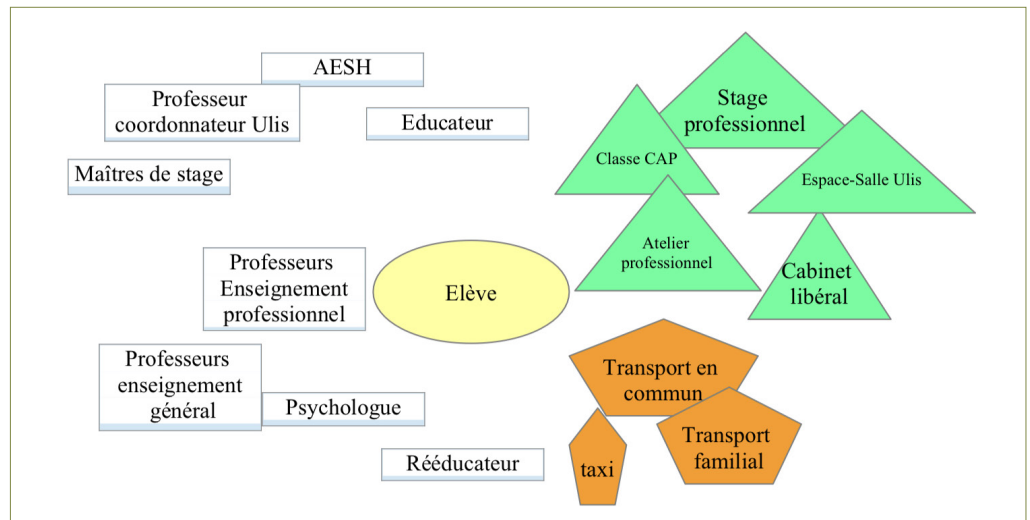 AESH
Professeur
coordonnateur Ulis
Educateur
Maîtres de stage
Stage
professionnel
Classe CAP
Espace-Salle Ulis
Atelier
professionnel
Cabinet
libéral
Professeurs
Enseignement
professionnel
Elève
Professeurs
enseignement
général
Psychologue
Rééducateur
Transport en
commun
Transport
familial
taxi